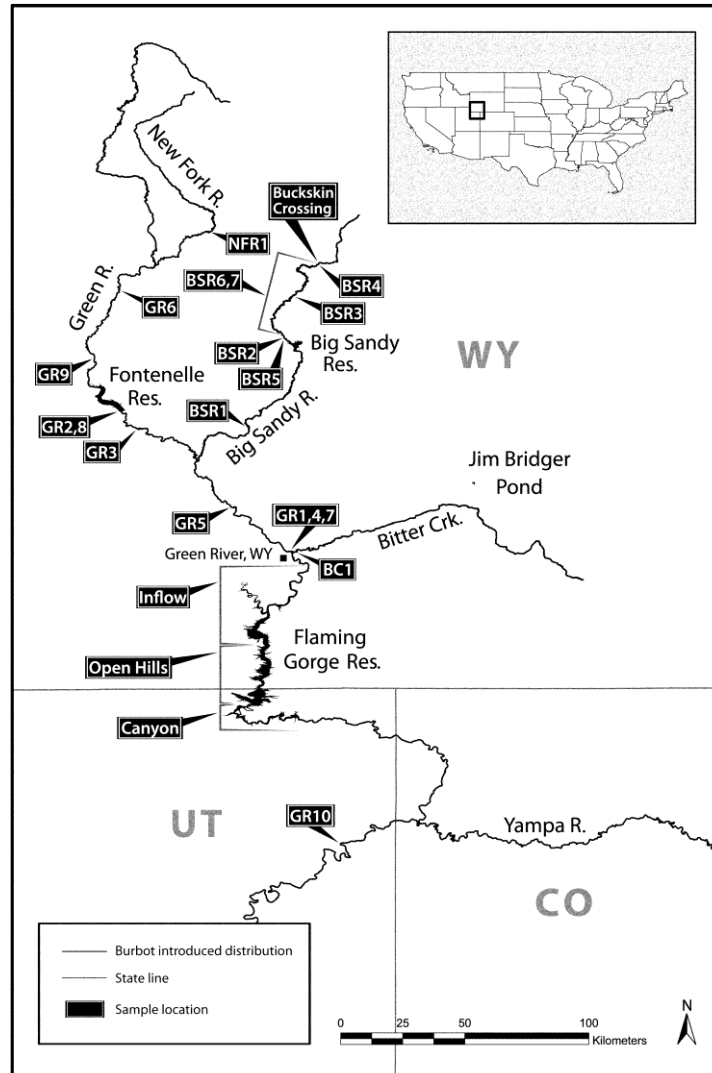 New Fork R.
Buckskin
Crossing
NFR1
BSR6,7
BSR4
Green R.
GR6
BSR3
BSR2
Big Sandy
Res.
WY
GR9
Fontenelle
Res.
BSR5
BSR1
GR2,8
Big Sandy R.
GR3
Jim Bridger
Pond
GR5
GR1,4,7
Bitter Crk.
Green River, WY
BC1
Inflow
Flaming
Gorge Res.
Open Hills
Canyon
UT
GR10
Yampa R.
CO
Burbot introduced distribution
State line
Sample location
N
0 25 50 100
Kilometers